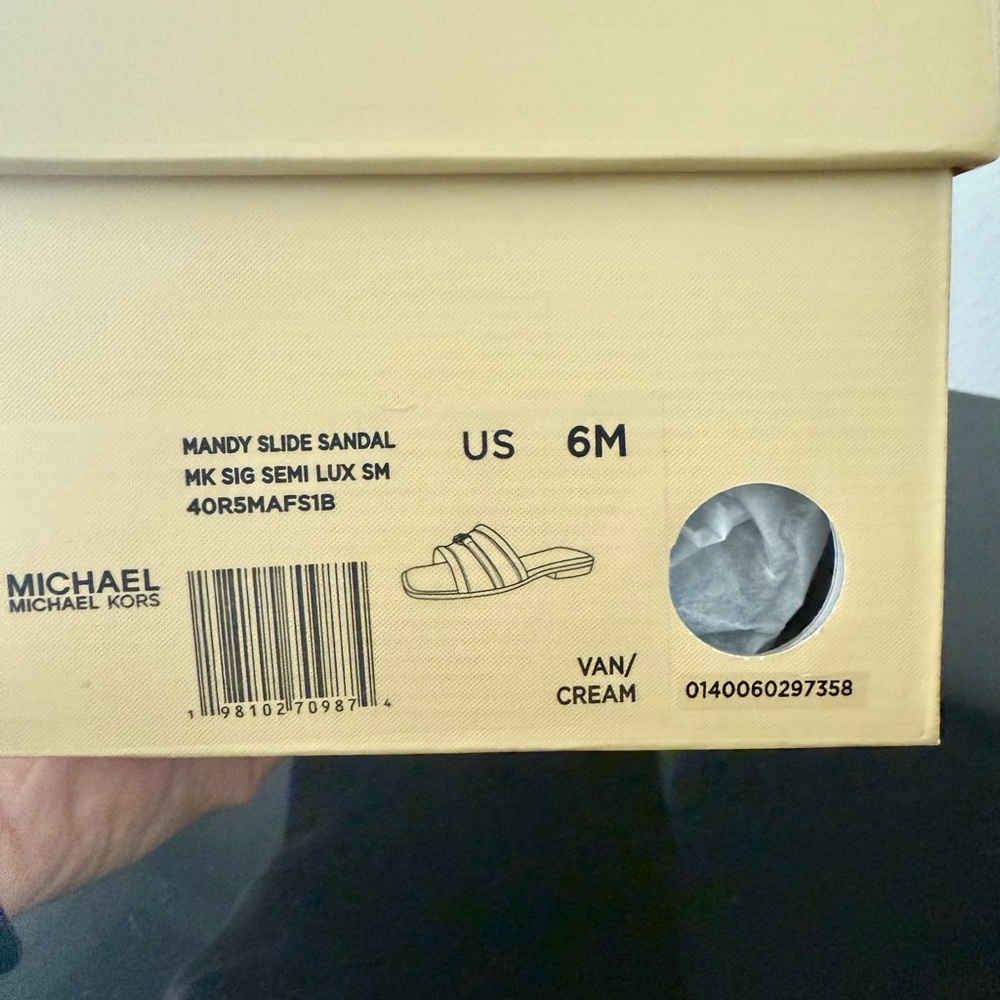 MANDY SLIDE SANDAL
MK SIG SEMI LUX SM
40R5MAFS1B
US 6M
MICHAEL
MICHAEL KORS
1 98102 70987 4
VAN/
CREAM
0140060297358